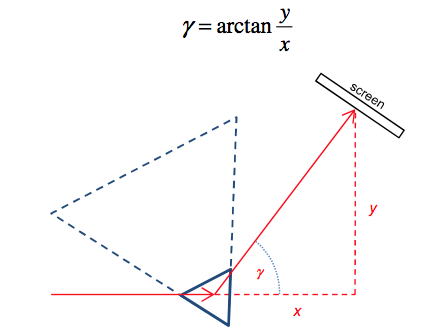 γ = arctan y/x
screen
y
γ
x